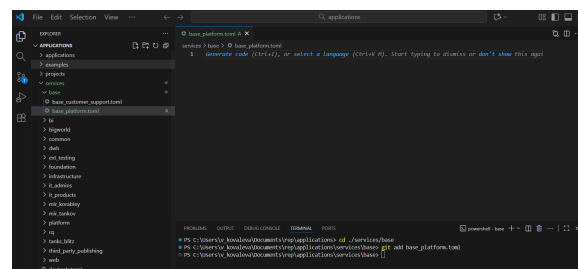 File Edit Selection View ···
applications
EXPLORER
APPLICATIONS
applications
examples
projects
services
base
base_customer_support.toml
base_platform.toml A
bi
bigworld
common
dwh
ext_testing
foundation
infrastructure
it_admins
it_products
mir_korabley
mir_tankov
platform
rq
tanks_blitz
third_party_publishing
web
base_platform.toml A
services > base > base_platform.toml
1 Generate code (Ctrl+I), or select a language (Ctrl+K M). Start typing to dismiss or don't show this agai
PROBLEMS OUTPUT DEBUG CONSOLE TERMINAL PORTS
powershell - base
PS C:\Users\v_kovaleva\Documents\rep\applications> cd ./services/base
PS C:\Users\v_kovaleva\Documents\rep\applications\services\base> git add base_platform.toml
PS C:\Users\v_kovaleva\Documents\rep\applications\services\base>